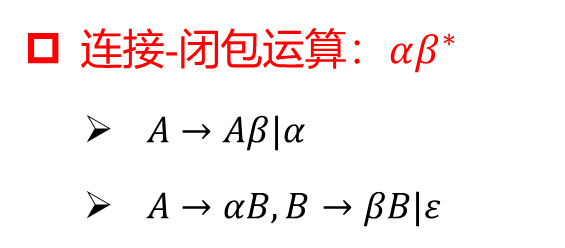 连接-闭包运算：αβ*
A → Aβ|α
A → αB, B → βB|ε